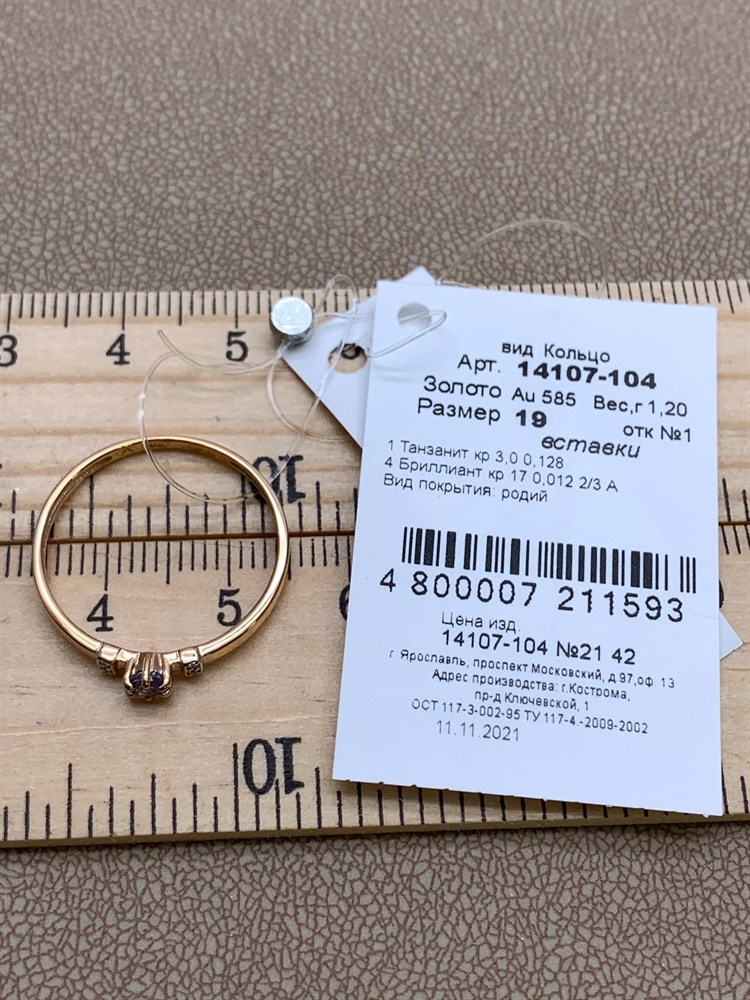 3 4 5
вид Кольцо
Арт. 14107-104
Золото Au 585 Вес,г 1,20
Размер 19 отк №1
вставки
1 Танзанит кр 3,0 0,128
4 Бриллиант кр 17 0,012 2/3 А
Вид покрытия: родий
4 800007 211593
Цена изд.
14107-104 №21 42
г Ярославль, проспект Московский, д.97,оф 13
Адрес производства: г.Кострома,
пр-д Ключевской, 1
ОСТ 117-3-002-95 ТУ 117-4.-2009-2002
11.11.2021
10
4 5
10